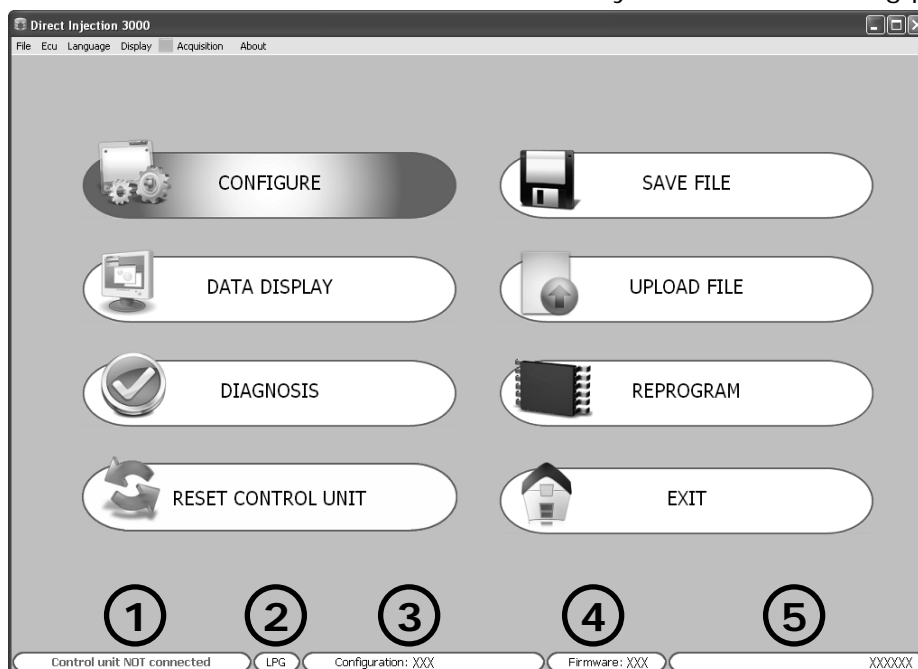 Direct Injection 3000
File Ecu Language Display Acquisition About
CONFIGURE
SAVE FILE
DATA DISPLAY
UPLOAD FILE
DIAGNOSIS
REPROGRAM
RESET CONTROL UNIT
EXIT
1 2 3 4 5
Control unit NOT connected LPG Configuration: XXX Firmware: XXX XXXXXX